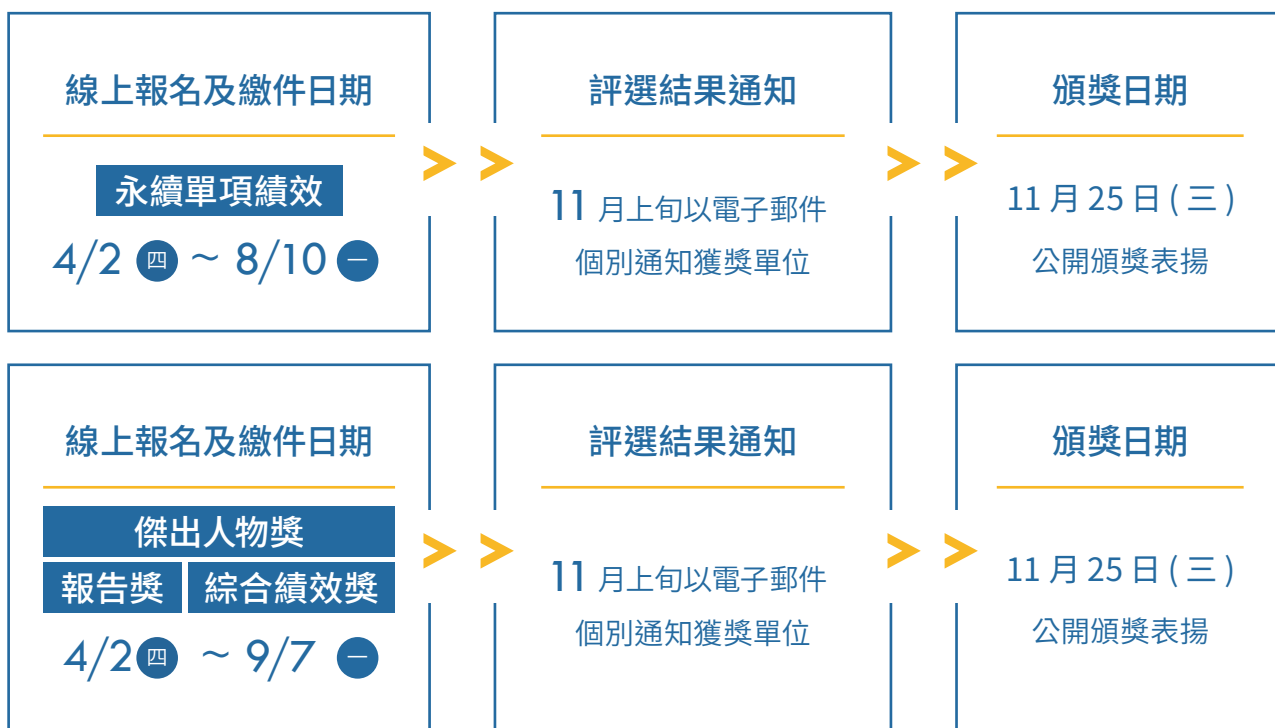 線上報名及繳件日期
永續單項績效
4/2 四 ~ 8/10 一
評選結果通知
11 月上旬以電子郵件
個別通知獲獎單位
頒獎日期
11 月 25 日 ( 三 )
公開頒獎表揚
線上報名及繳件日期
傑出人物獎
報告獎 綜合績效獎
4/2 四 ~ 9/7 一
評選結果通知
11 月上旬以電子郵件
個別通知獲獎單位
頒獎日期
11 月 25 日 ( 三 )
公開頒獎表揚